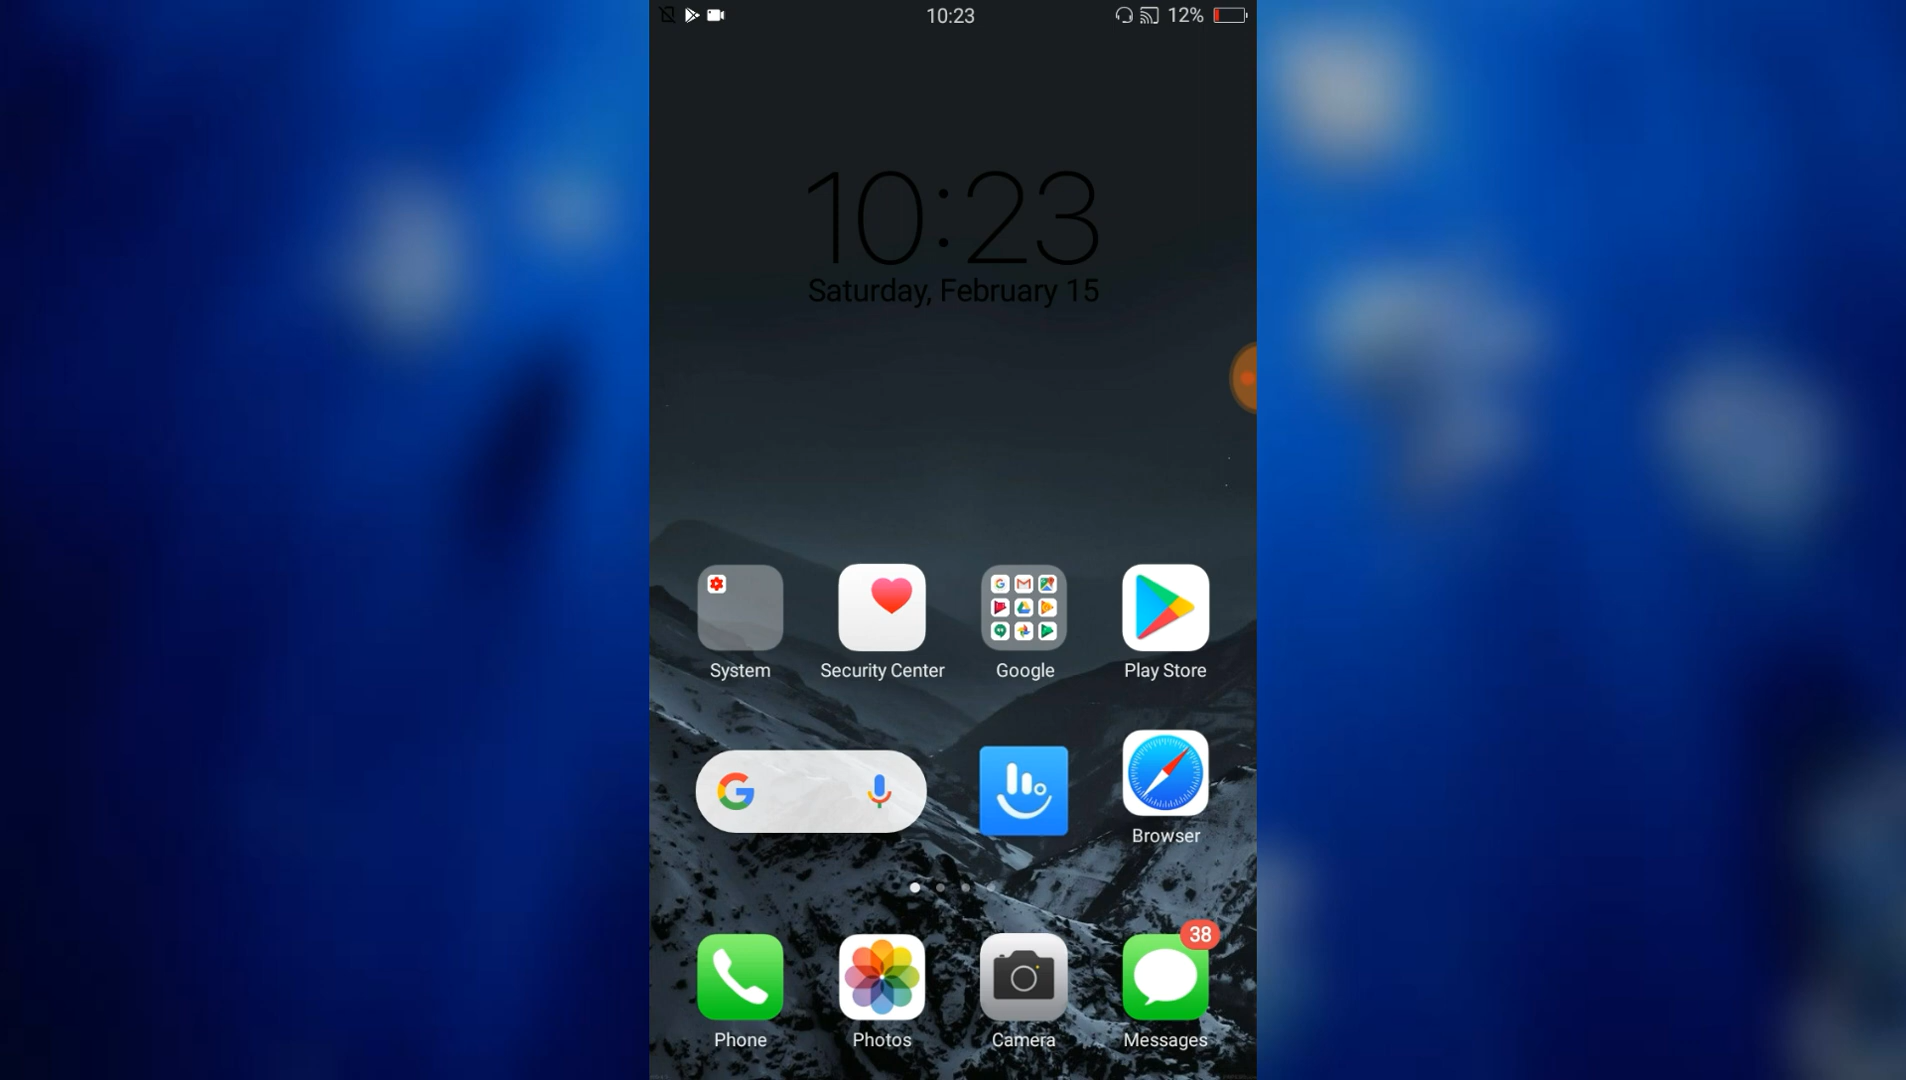 10:23
12%
10:23
Saturday, February 15
System
Security Center
Google
Play Store
Browser
38
Phone
Photos
Camera
Messages